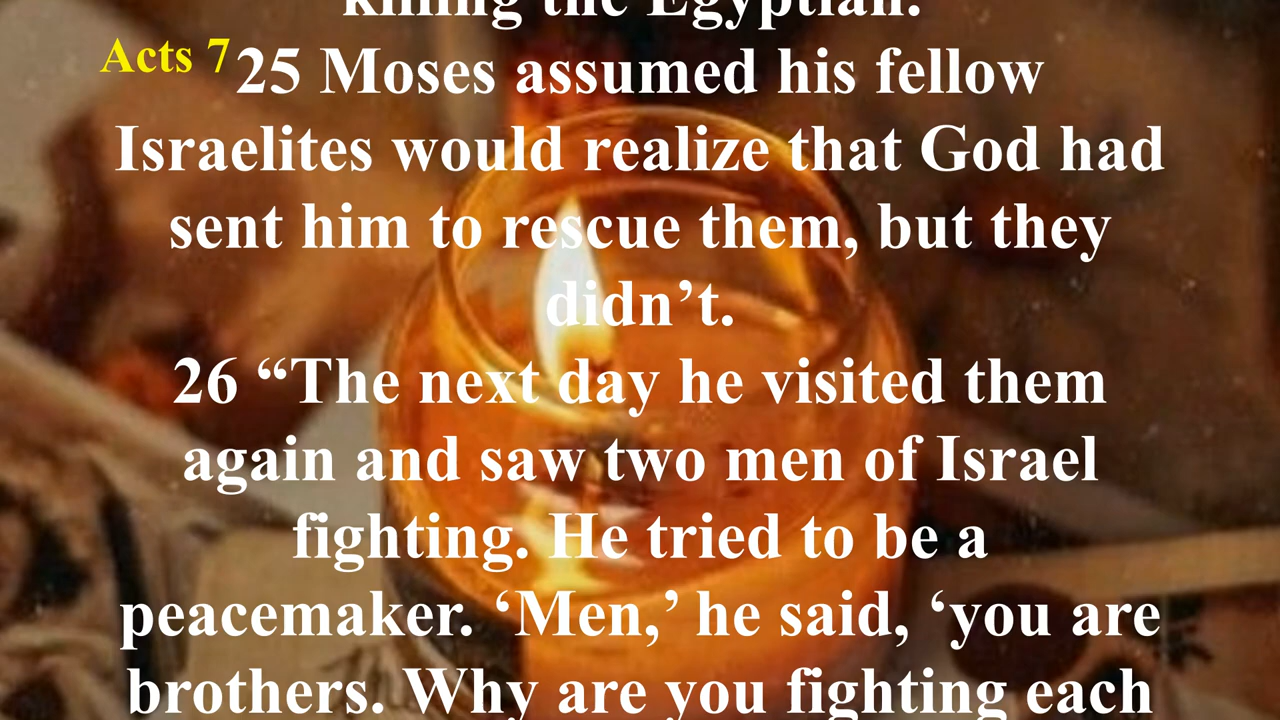 killing the Egyptian.
Acts 7
25 Moses assumed his fellow
Israelites would realize that God had
sent him to rescue them, but they
didn’t.
26 “The next day he visited them
again and saw two men of Israel
fighting. He tried to be a
peacemaker. ‘Men,’ he said, ‘you are
brothers. Why are you fighting each